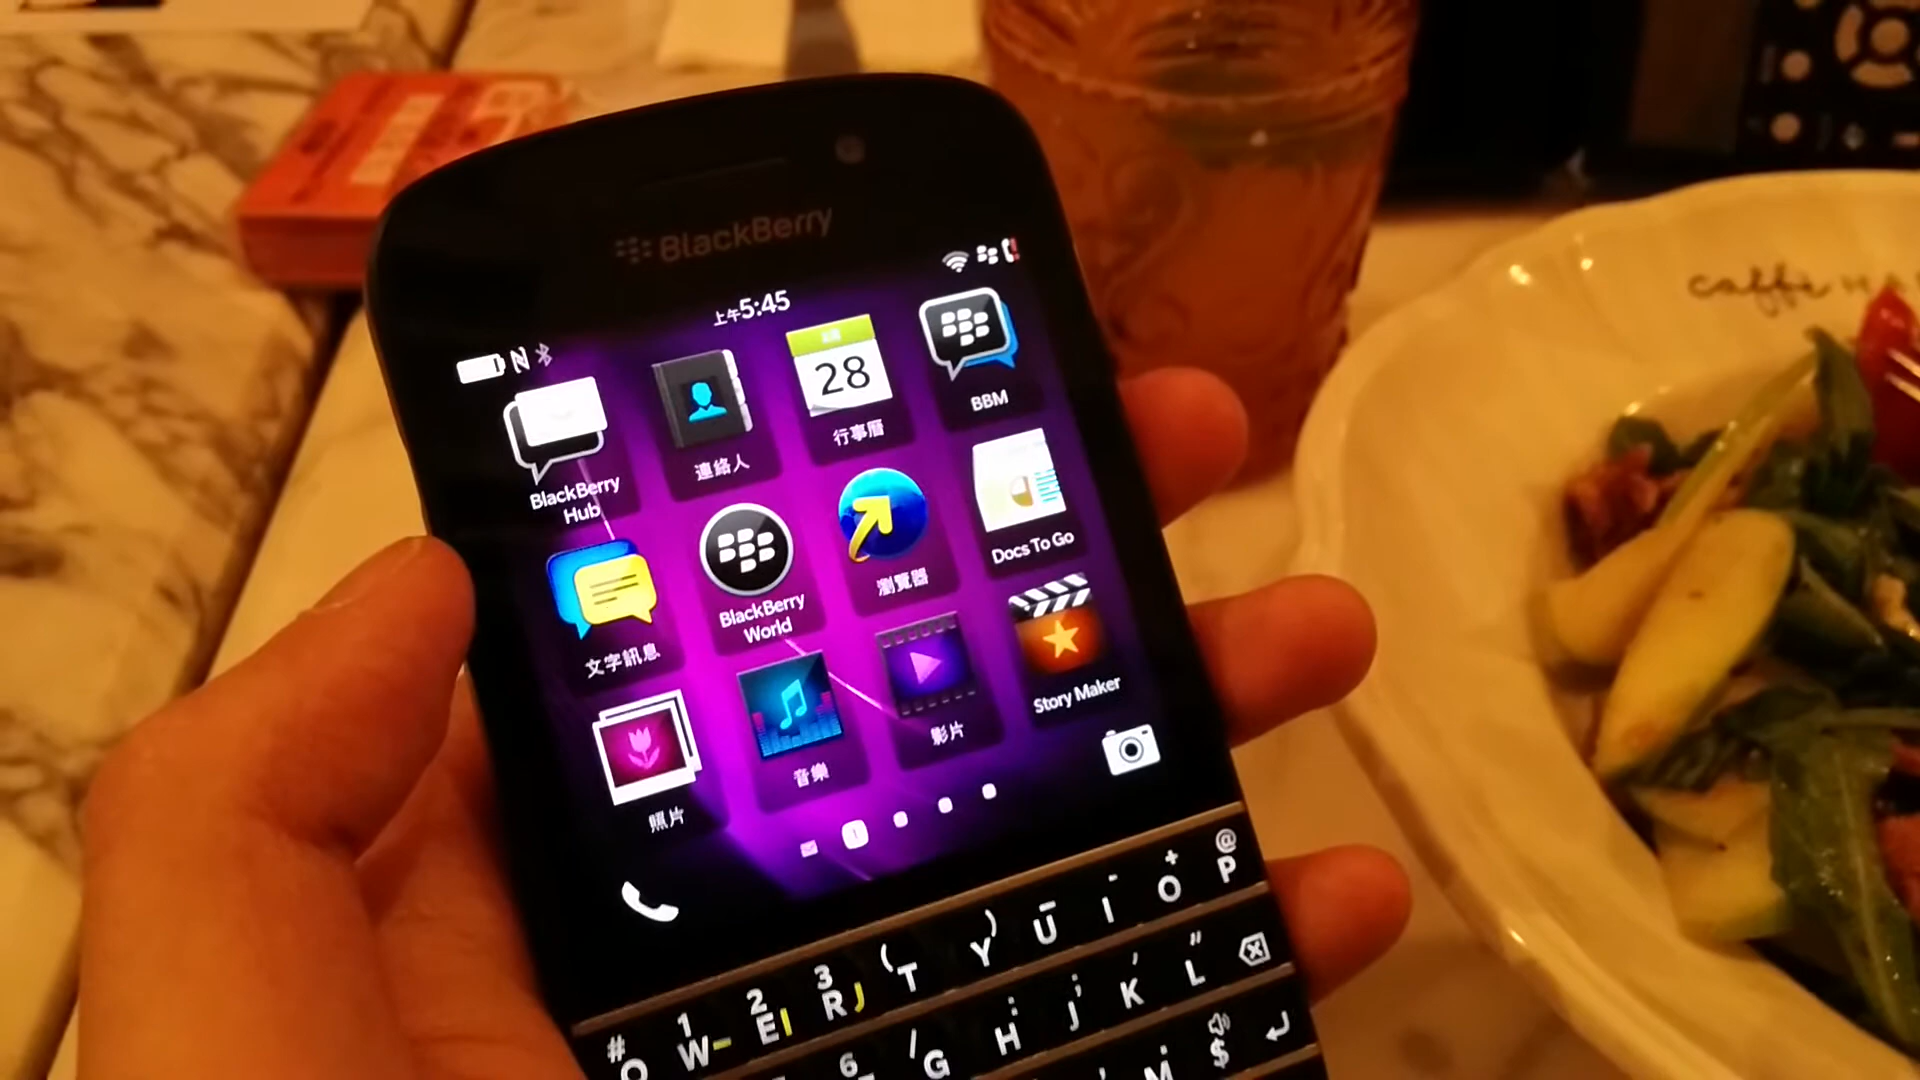 BlackBerry
上午5:45
28
連絡人
行事曆
BBM
BlackBerry
Hub
文字訊息
BlackBerry
World
瀏覽器
Docs To Go
照片
音樂
影片
Story Maker
# 1 2 3 ( ) _ - + @
Q W E R T Y U I O P
6 / : ; ' "
G H J K L
M $
caffè